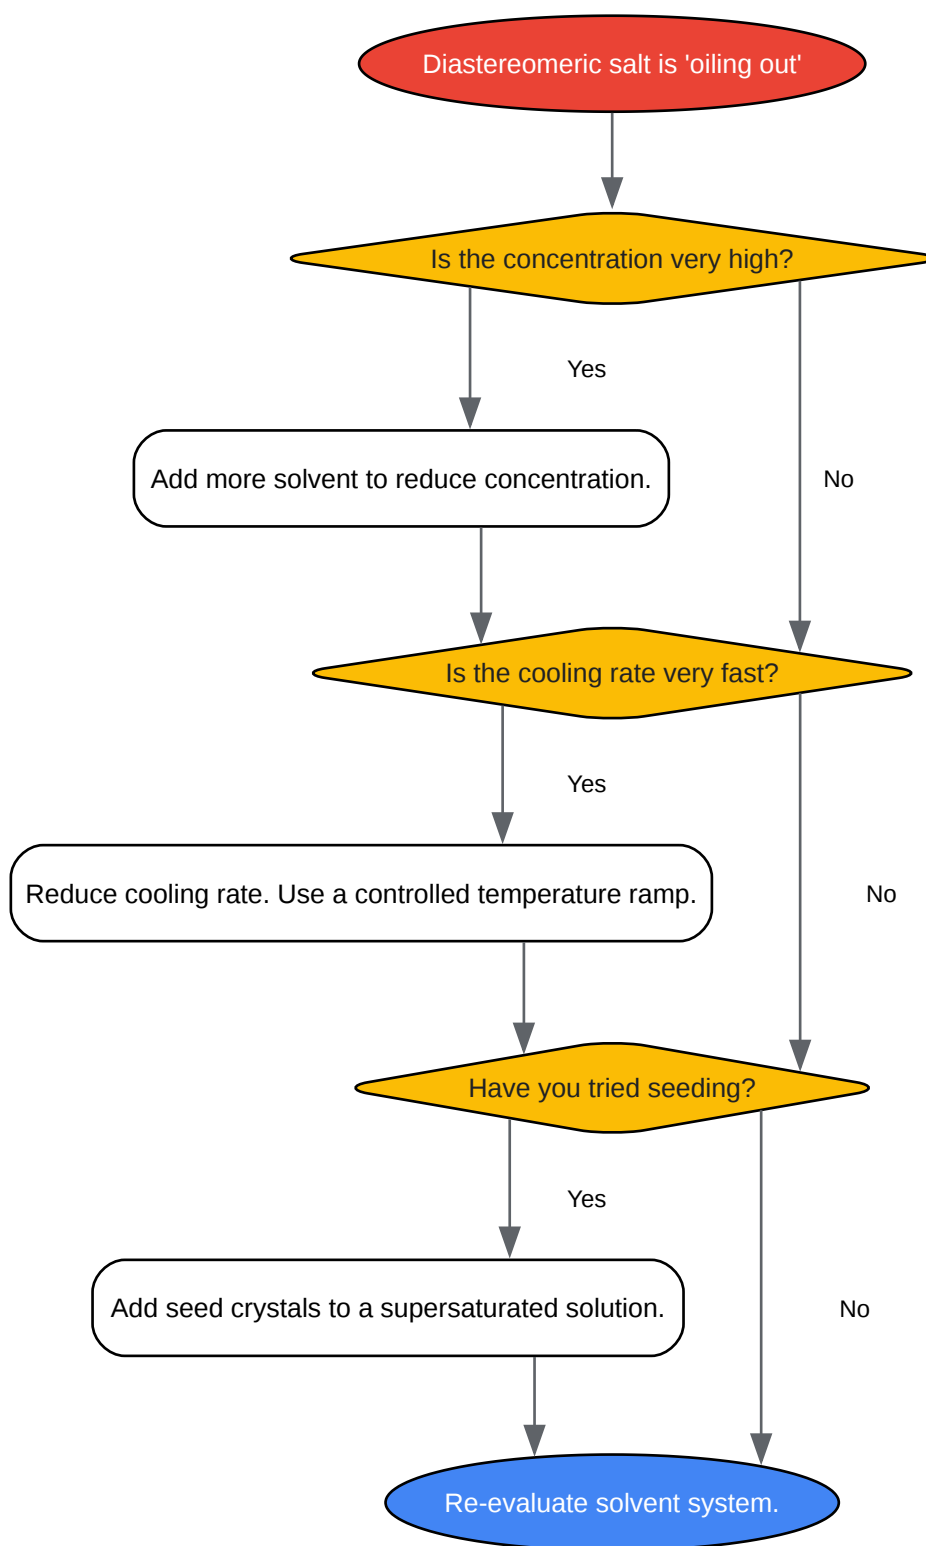 Diastereomeric salt is 'oiling out'
Is the concentration very high?
Yes
Add more solvent to reduce concentration.
No
Is the cooling rate very fast?
Yes
Reduce cooling rate. Use a controlled temperature ramp.
No
Have you tried seeding?
Yes
Add seed crystals to a supersaturated solution.
No
Re-evaluate solvent system.